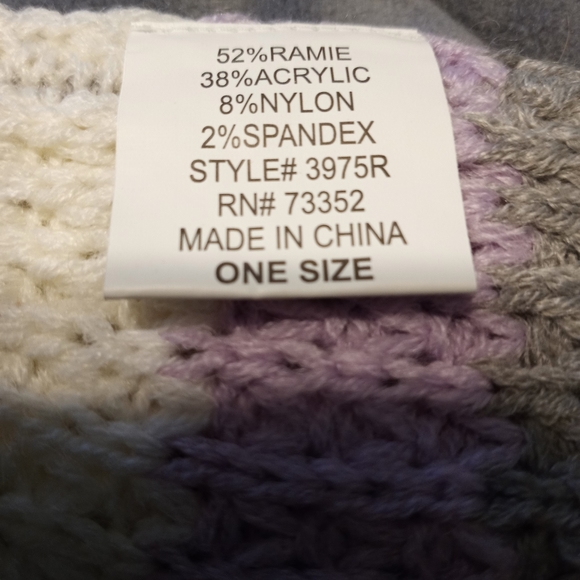 52%RAMIE
38%ACRYLIC
8%NYLON
2%SPANDEX
STYLE# 3975R
RN# 73352
MADE IN CHINA
ONE SIZE